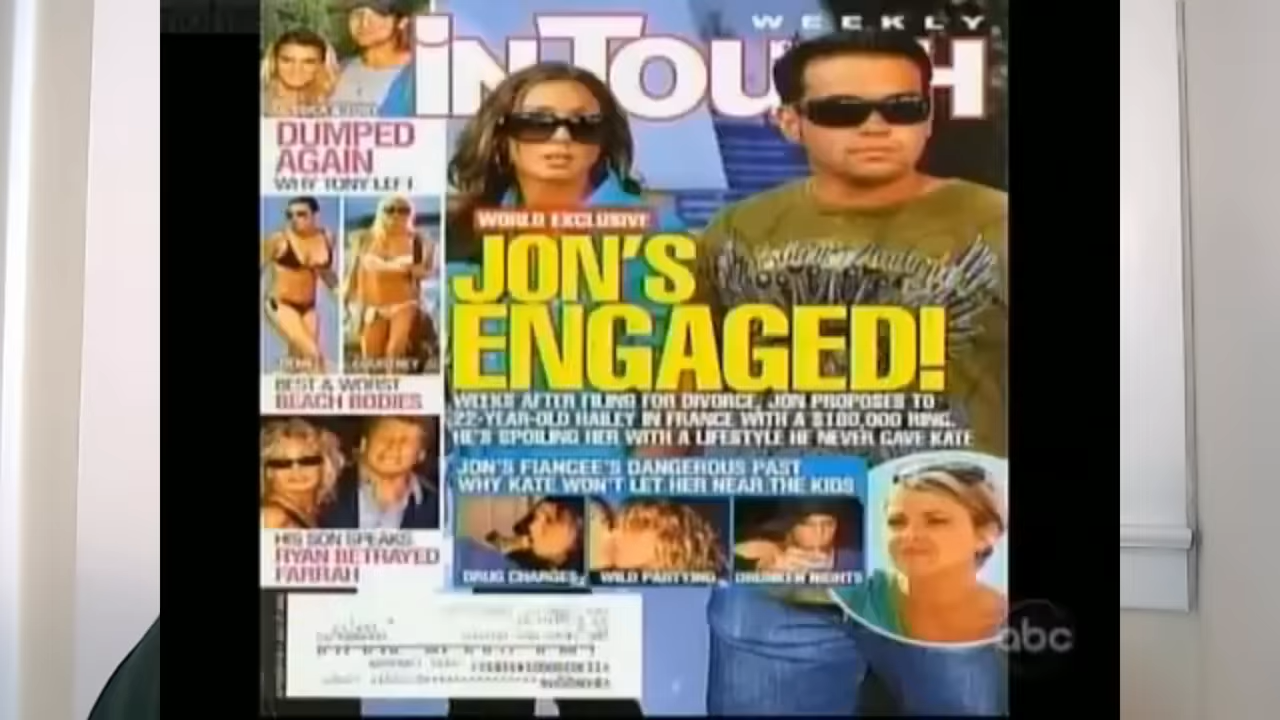 WEEKLY
INTOUCH
DUMPED
AGAIN
WHY TONY LEFT
WORLD EXCLUSIVE
JON'S
ENGAGED!
WEEKS AFTER FILING FOR DIVORCE, JON PROPOSES TO
22-YEAR-OLD HAILEY IN FRANCE WITH A $180,000 RING.
HE'S SPOILING HER WITH A LIFESTYLE HE NEVER GAVE KATE
COURTNEY
BEST & WORST
BEACH BODIES
JON'S FIANCEE'S DANGEROUS PAST
WHY KATE WON'T LET HER NEAR THE KIDS
DRUG CHARGES
WILD PARTYING
DRUNKEN NIGHTS
HIS SON SPEAKS
RYAN BETRAYED
FARRAH
abc